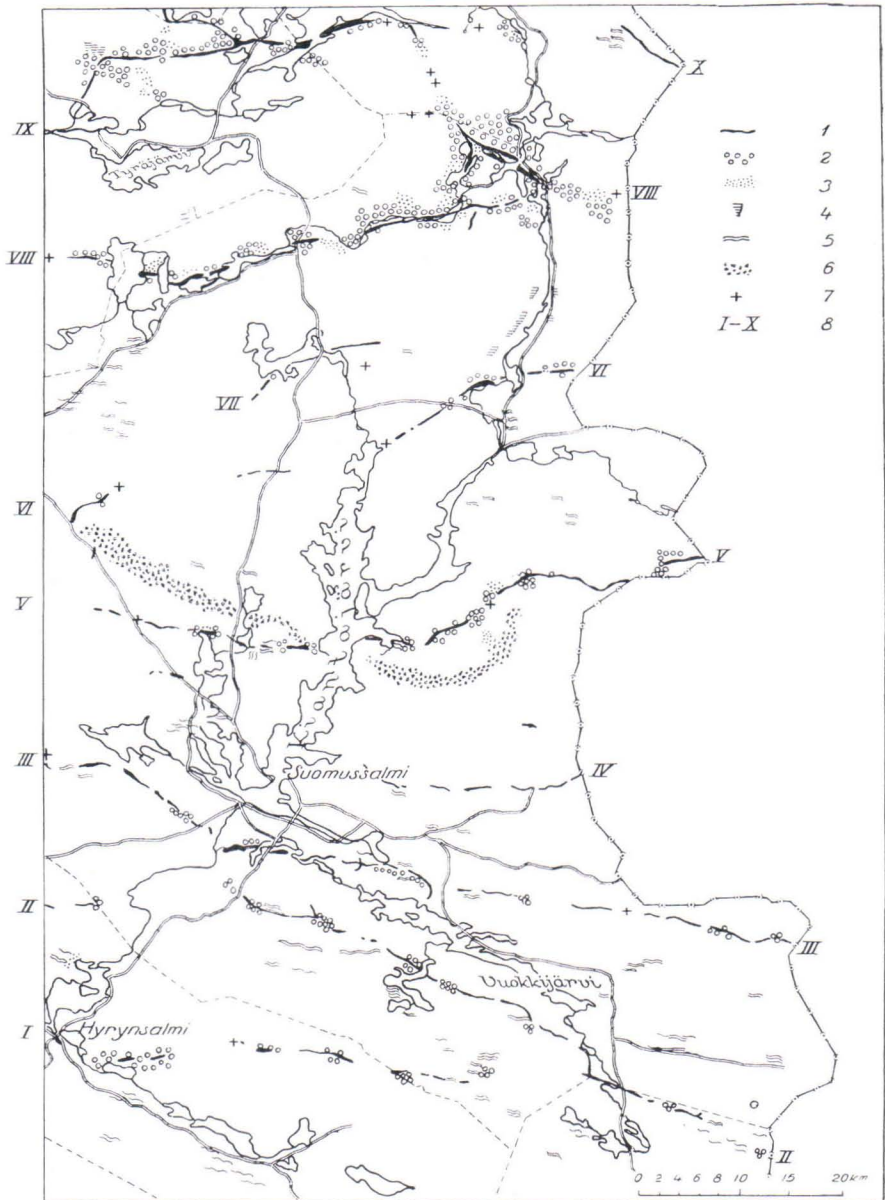 X
IX
1
2
3
4
5
6
7
I-X 8
Tyräjärvi
VIII
VIII
VII
VI
VI
V
V
III
Suomussalmi
IV
II
III
Vuokkijärvi
I
Hyrynsalmi
II
0 2 4 6 8 10 15 20 km